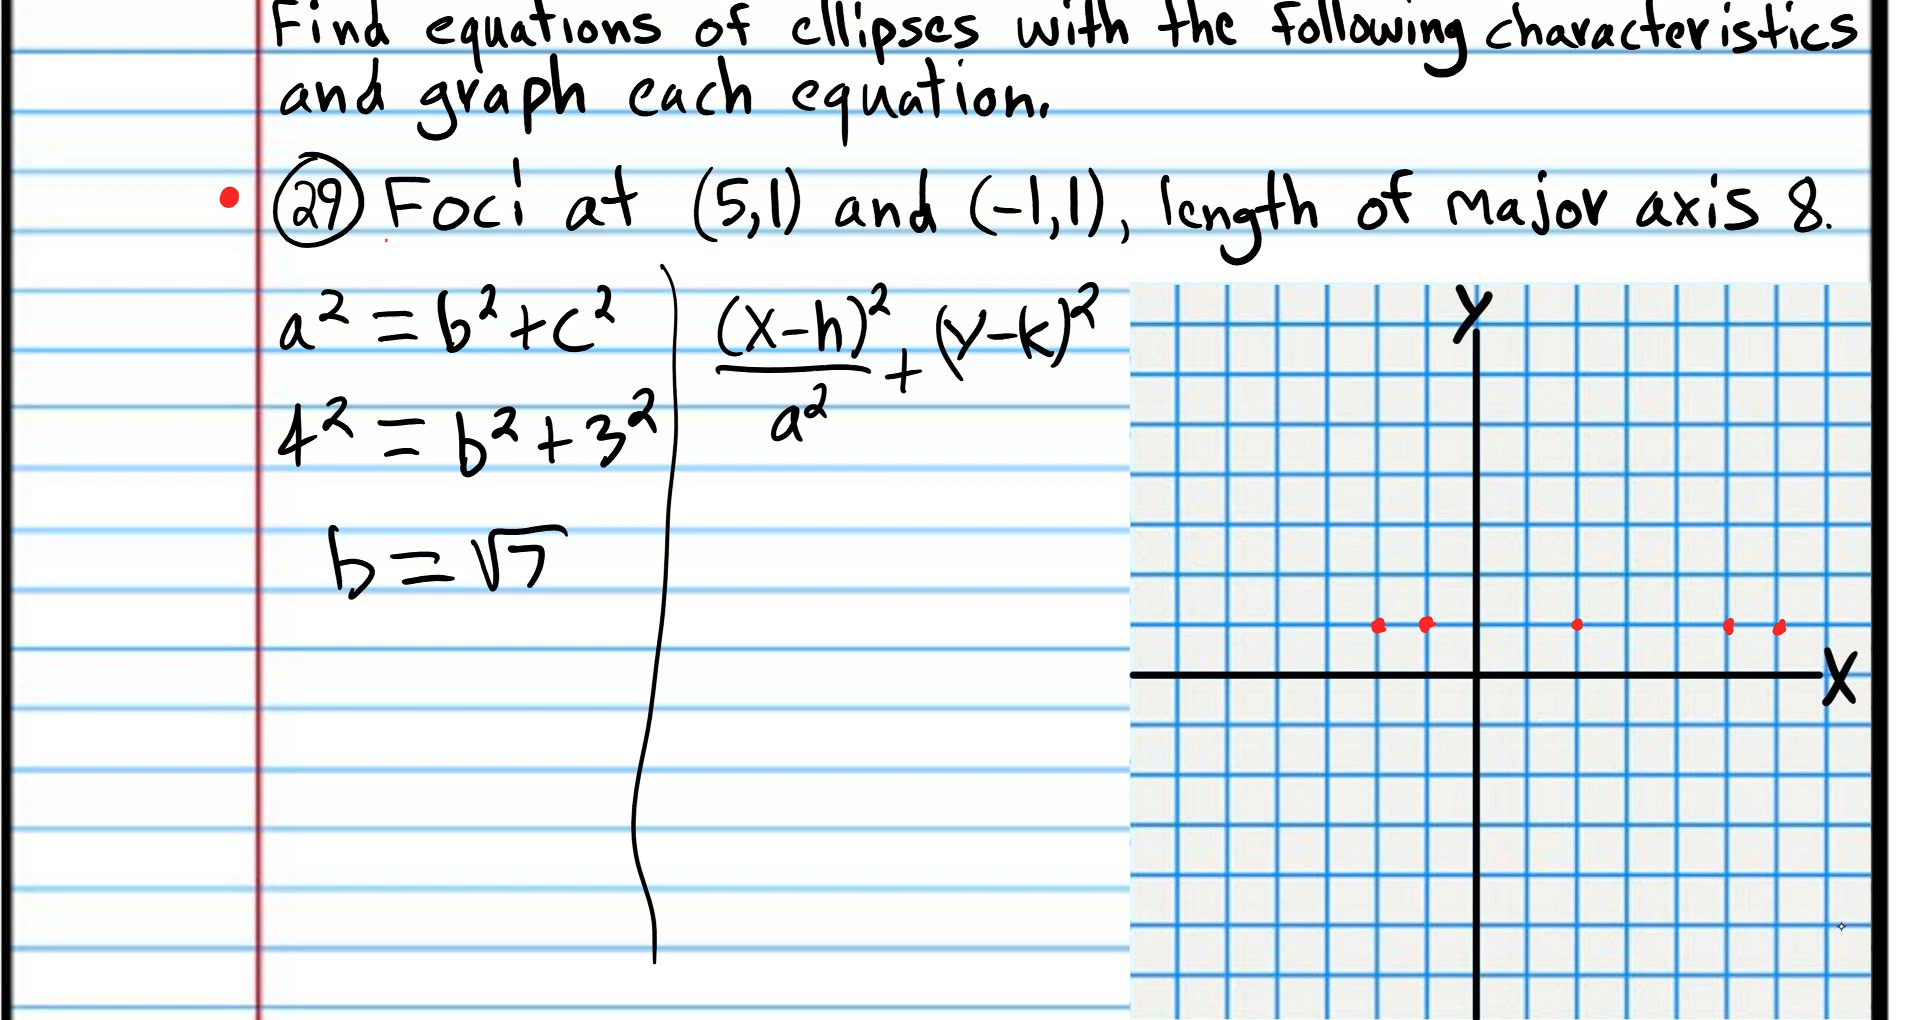 Find equations of ellipses with the following characteristics
and graph each equation.
29 Foci at (5,1) and (-1,1), length of major axis 8.
a² = b² + c²
4² = b² + 3²
b = √7
(x-h)²/a² + (y-k)²
Y
X